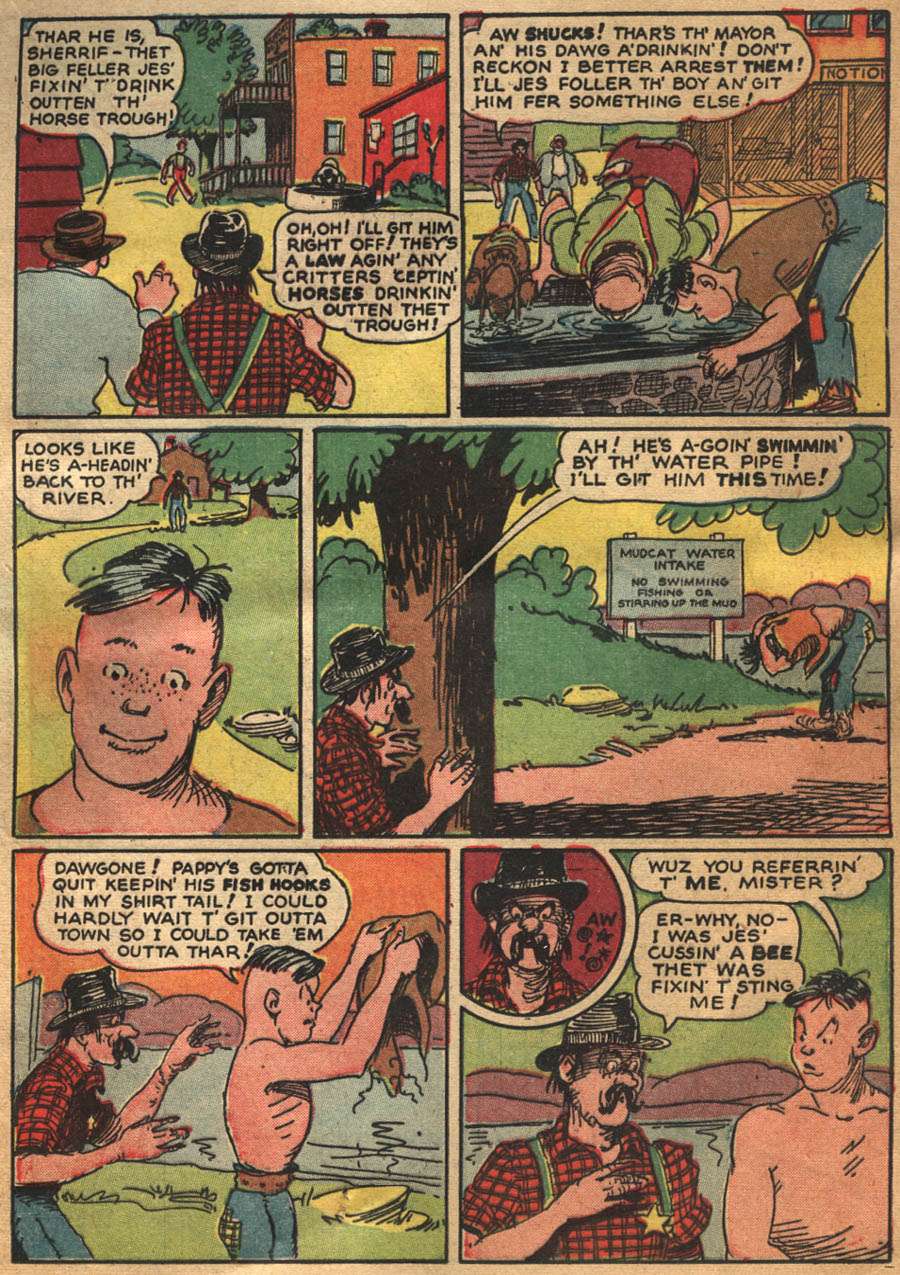 THAR HE IS,
SHERRIF-THET
BIG FELLER JES'
FIXIN' T' DRINK
OUTTEN TH'
HORSE TROUGH!
OH, OH! I'LL GIT HIM
RIGHT OFF! THEY'S
A LAW AGIN' ANY
CRITTERS 'CEPTIN'
HORSES DRINKIN'
OUTTEN THET
TROUGH!
AW SHUCKS! THAR'S TH' MAYOR
AN' HIS DAWG A'DRINKIN'! DON'T
RECKON I BETTER ARREST THEM!
I'LL JES FOLLER TH' BOY AN' GIT
HIM FER SOMETHING ELSE!
NOTION
LOOKS LIKE
HE'S A-HEADIN'
BACK TO TH'
RIVER.
AH! HE'S A-GOIN' SWIMMIN'
BY TH' WATER PIPE!
I'LL GIT HIM THIS TIME!
MUDCAT WATER
INTAKE
NO SWIMMING
FISHING OR
STIRRING UP THE MUD
DAWGONE! PAPPY'S GOTTA
QUIT KEEPIN' HIS FISH HOOKS
IN MY SHIRT TAIL! I COULD
HARDLY WAIT T' GIT OUTTA
TOWN SO I COULD TAKE 'EM
OUTTA THAR!
AW
@*
*@*
WUZ YOU REFERRIN'
T' ME, MISTER?
ER-WHY, NO-
I WAS JES'
CUSSIN' A BEE
THET WAS
FIXIN' T' STING
ME!